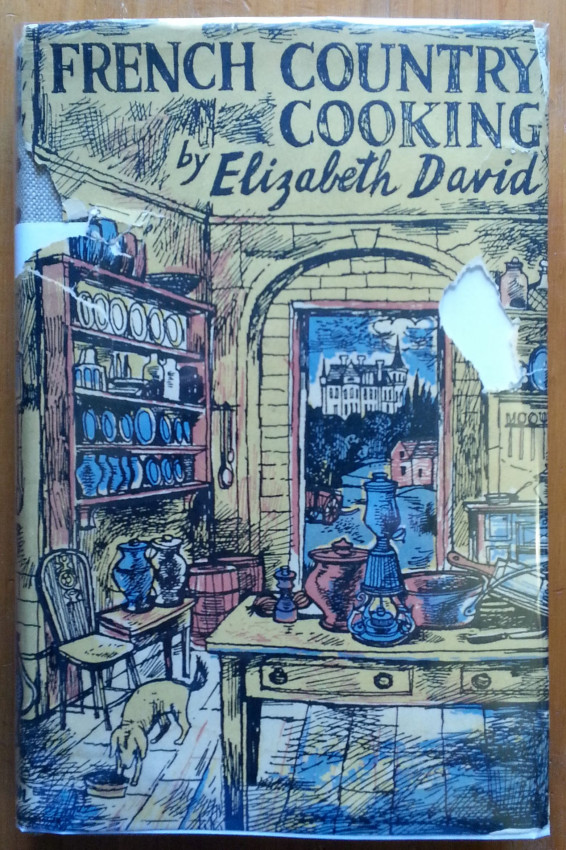 FRENCH COUNTRY
COOKING
by Elizabeth David